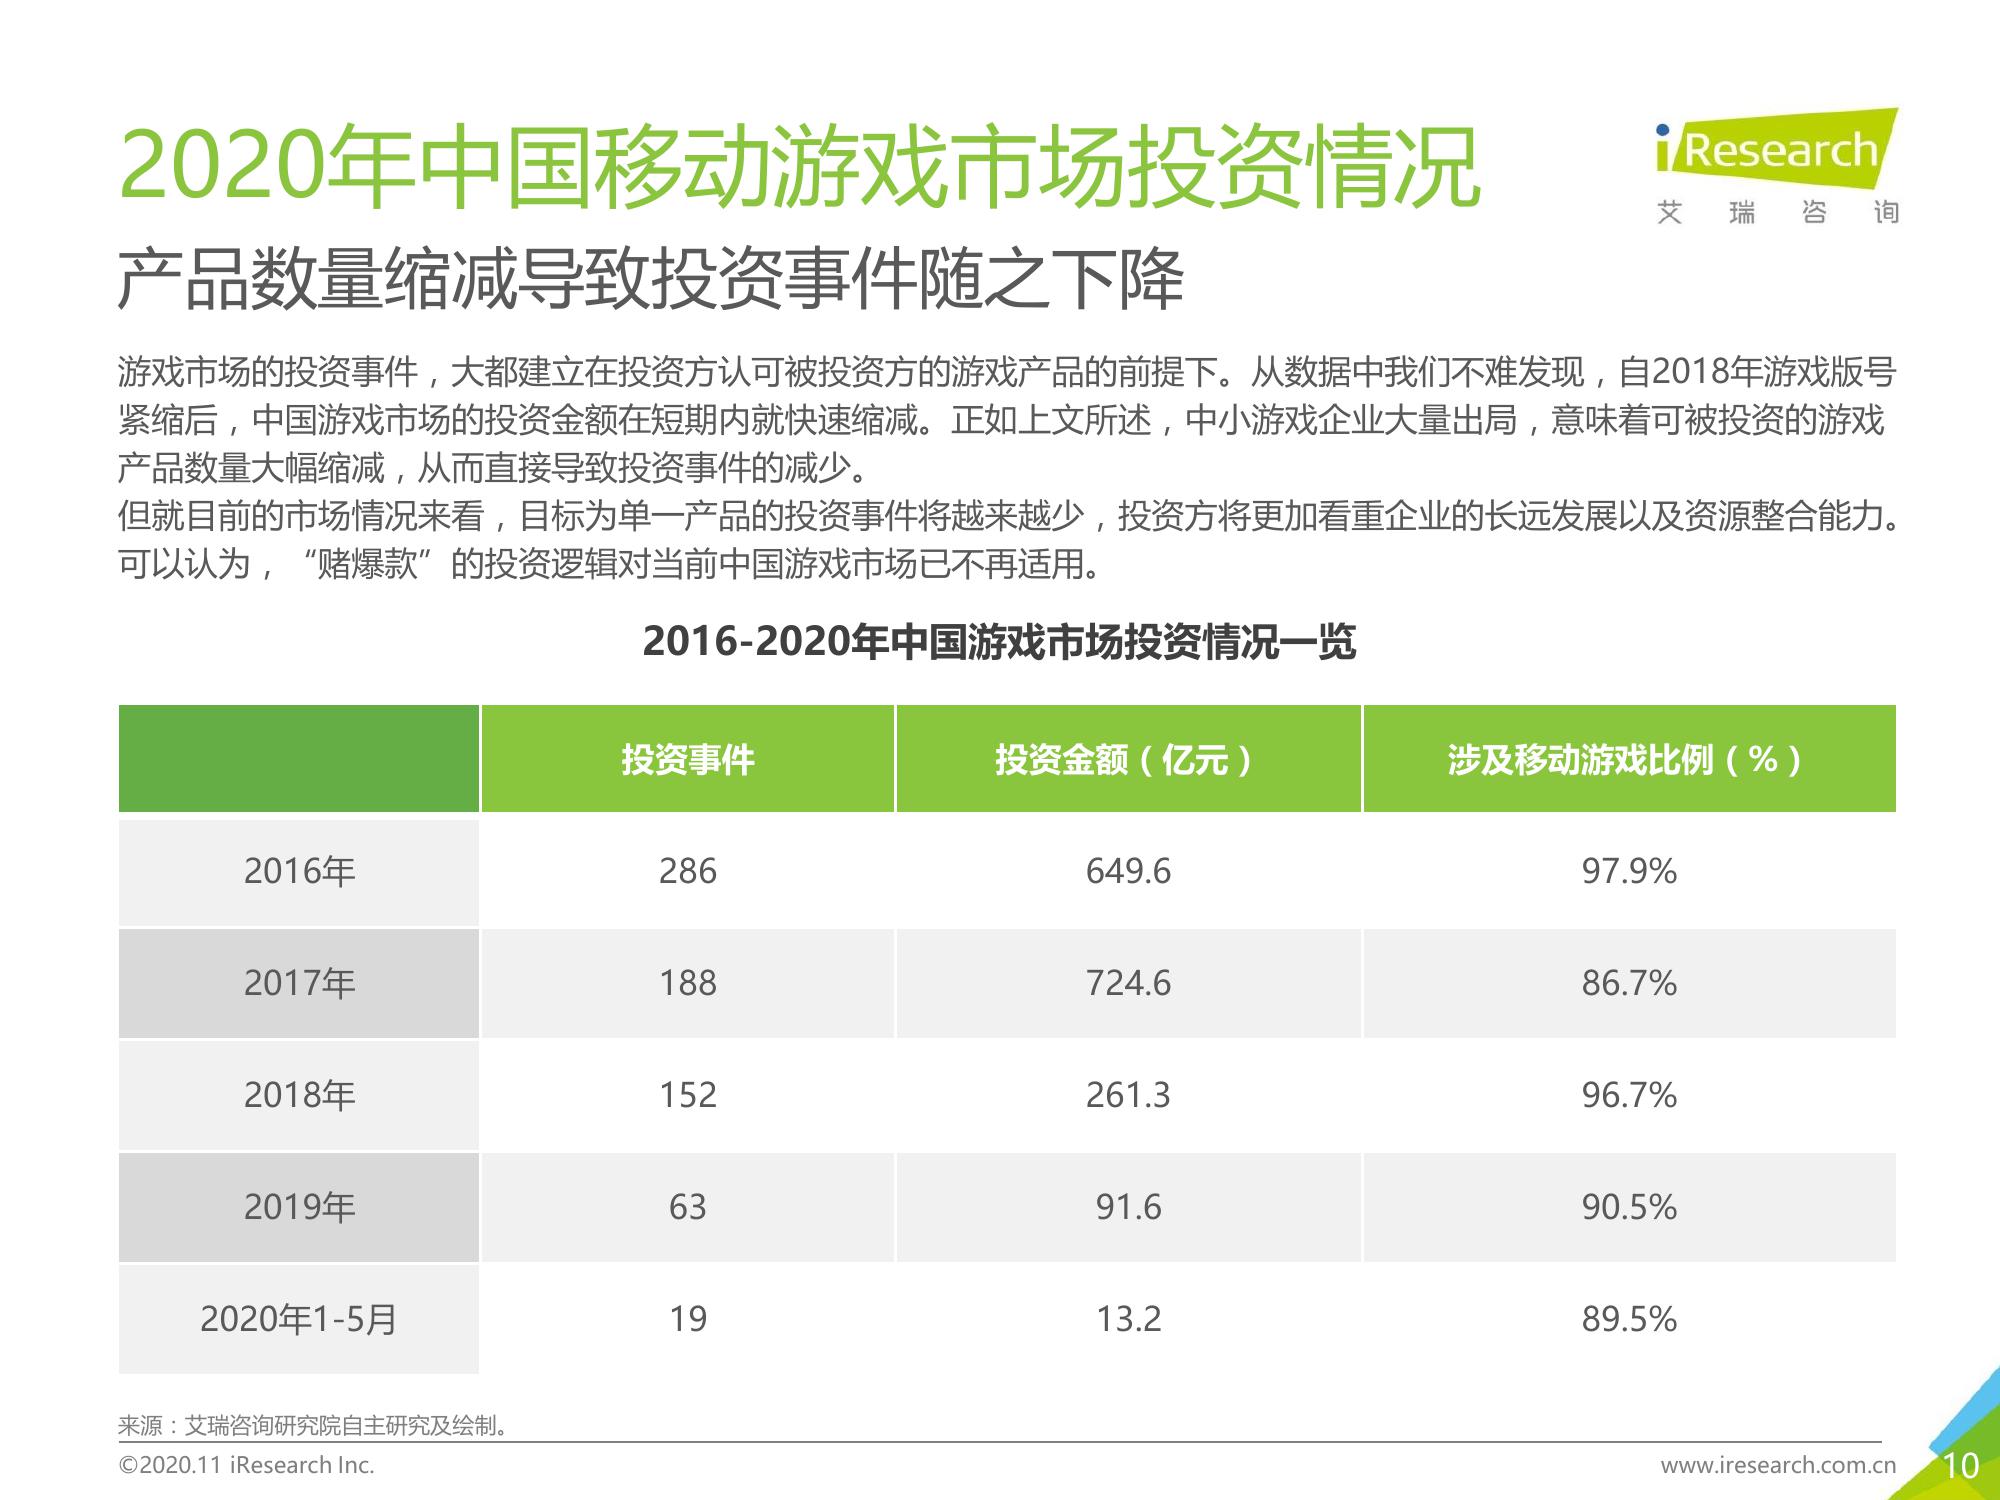 2020年中国移动游戏市场投资情况
iResearch
艾瑞咨询
产品数量缩减导致投资事件随之下降
游戏市场的投资事件，大都建立在投资方认可被投资方的游戏产品的前提下。从数据中我们不难发现，自2018年游戏版号
紧缩后，中国游戏市场的投资金额在短期内就快速缩减。正如上文所述，中小游戏企业大量出局，意味着可被投资的游戏
产品数量大幅缩减，从而直接导致投资事件的减少。
但就目前的市场情况来看，目标为单一产品的投资事件将越来越少，投资方将更加看重企业的长远发展以及资源整合能力。
可以认为，“赌爆款”的投资逻辑对当前中国游戏市场已不再适用。
2016-2020年中国游戏市场投资情况一览
投资事件 投资金额（亿元） 涉及移动游戏比例（%）
2016年 286 649.6 97.9%
2017年 188 724.6 86.7%
2018年 152 261.3 96.7%
2019年 63 91.6 90.5%
2020年1-5月 19 13.2 89.5%
来源：艾瑞咨询研究院自主研究及绘制。
©2020.11 iResearch Inc. www.iresearch.com.cn 10